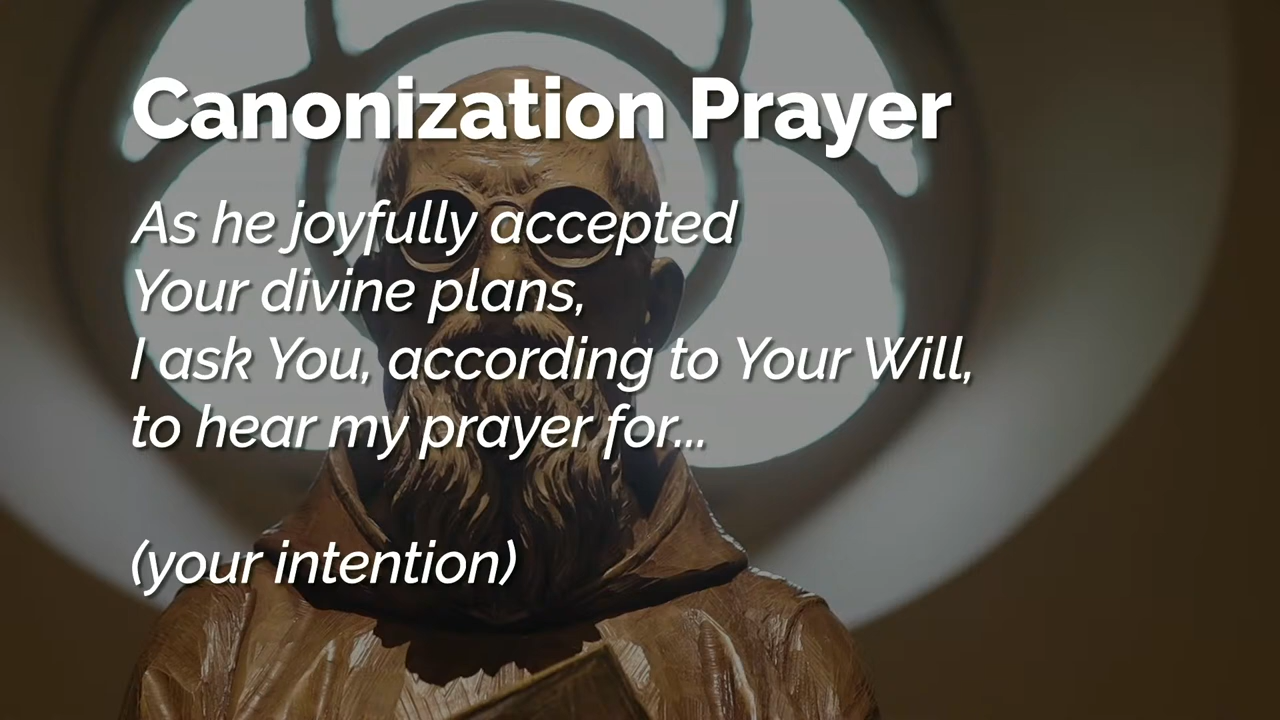 Canonization Prayer
As he joyfully accepted
Your divine plans,
I ask You, according to Your Will,
to hear my prayer for...
(your intention)